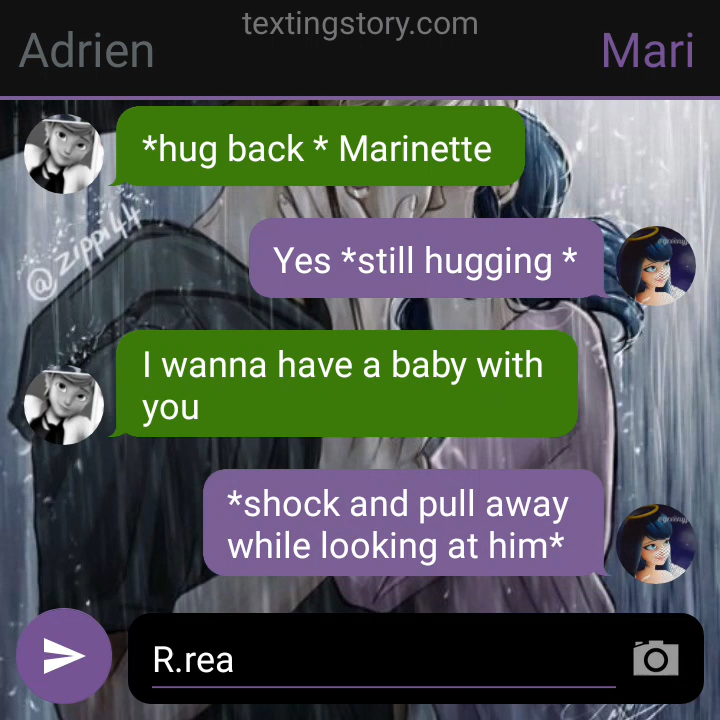 textingstory.com
Adrien
Mari
*hug back * Marinette
@zippi44
Yes *still hugging *
I wanna have a baby with
you
*shock and pull away
while looking at him*
R.rea